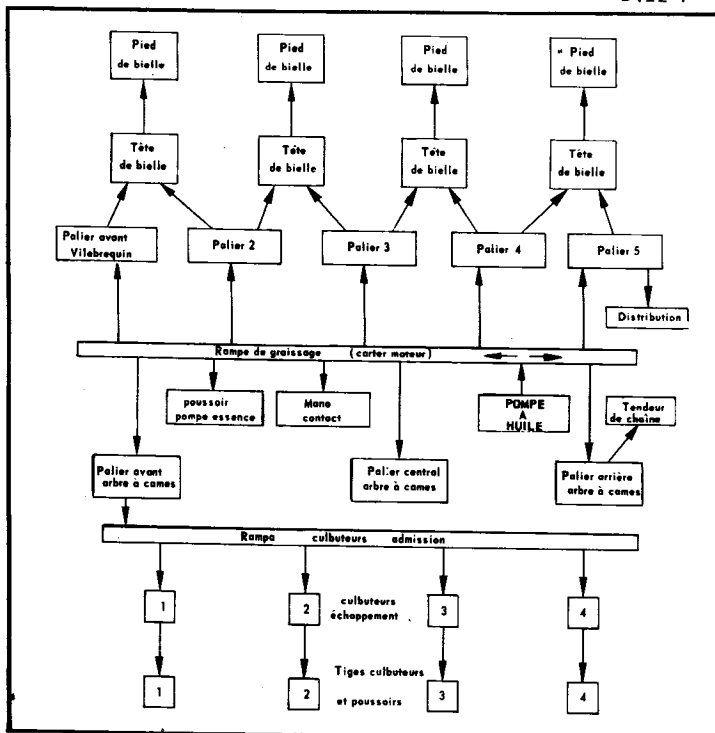 Pied
de bielle
Pied
de bielle
Pied
de bielle
Pied
de bielle
Tête
de bielle
Tête
de bielle
Tête
de bielle
Tête
de bielle
Palier avant
Vilebrequin
Palier 2
Palier 3
Palier 4
Palier 5
Distribution
Rampe de graissage (carter moteur)
poussoir
pompe essence
Mano
contact
POMPE
A
HUILE
Tendeur
de chaîne
Palier avant
arbre à cames
Palier central
arbre à cames
Palier arrière
arbre à cames
Rampa culbuteurs admission
1
2
culbuteurs
échappement
3
4
1
2
Tiges culbuteurs
et poussoirs
3
4